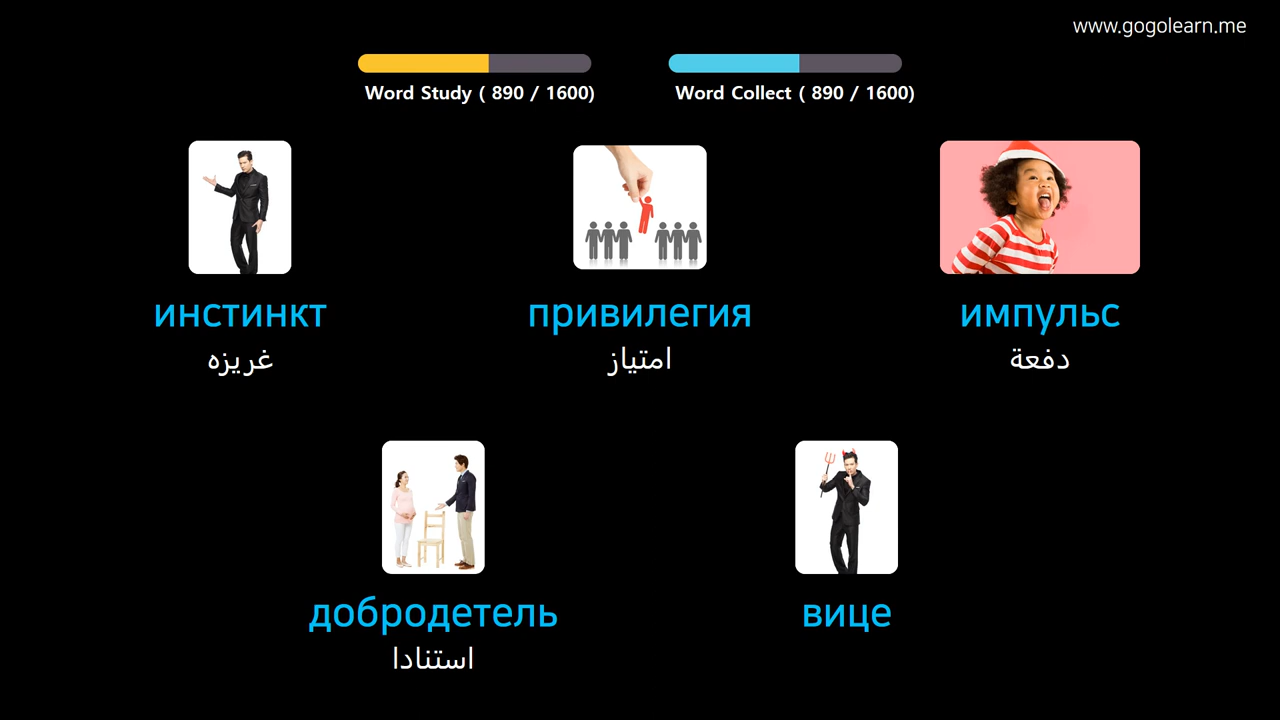 www.gogolearn.me
Word Study ( 890 / 1600)
Word Collect ( 890 / 1600)
инстинкт
привилегия
импульс
غريزه
امتياز
دفعة
добродетель
вице
استنادا